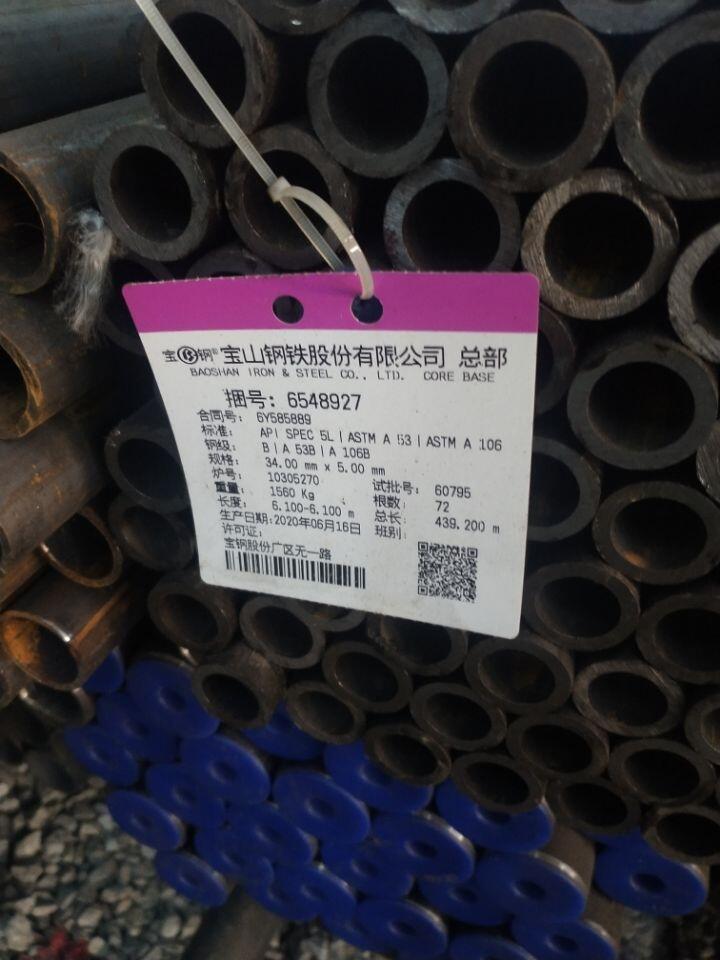 宝钢® 宝山钢铁股份有限公司 总部
BAOSHAN IRON & STEEL CO., LTD. CORE BASE
捆号: 6548927
合同号: 6Y585889
标准: API SPEC 5L | ASTM A 53 | ASTM A 106
钢级: B | A 53B | A 106B
规格: 34.00 mm x 5.00 mm
炉号: 10305270 试批号: 60795
重量: 1560 Kg 根数: 72
长度: 6.100-6.100 m 总长: 439.200 m
生产日期: 2020年06月16日 班别:
许可证:
宝钢股份厂区无一路